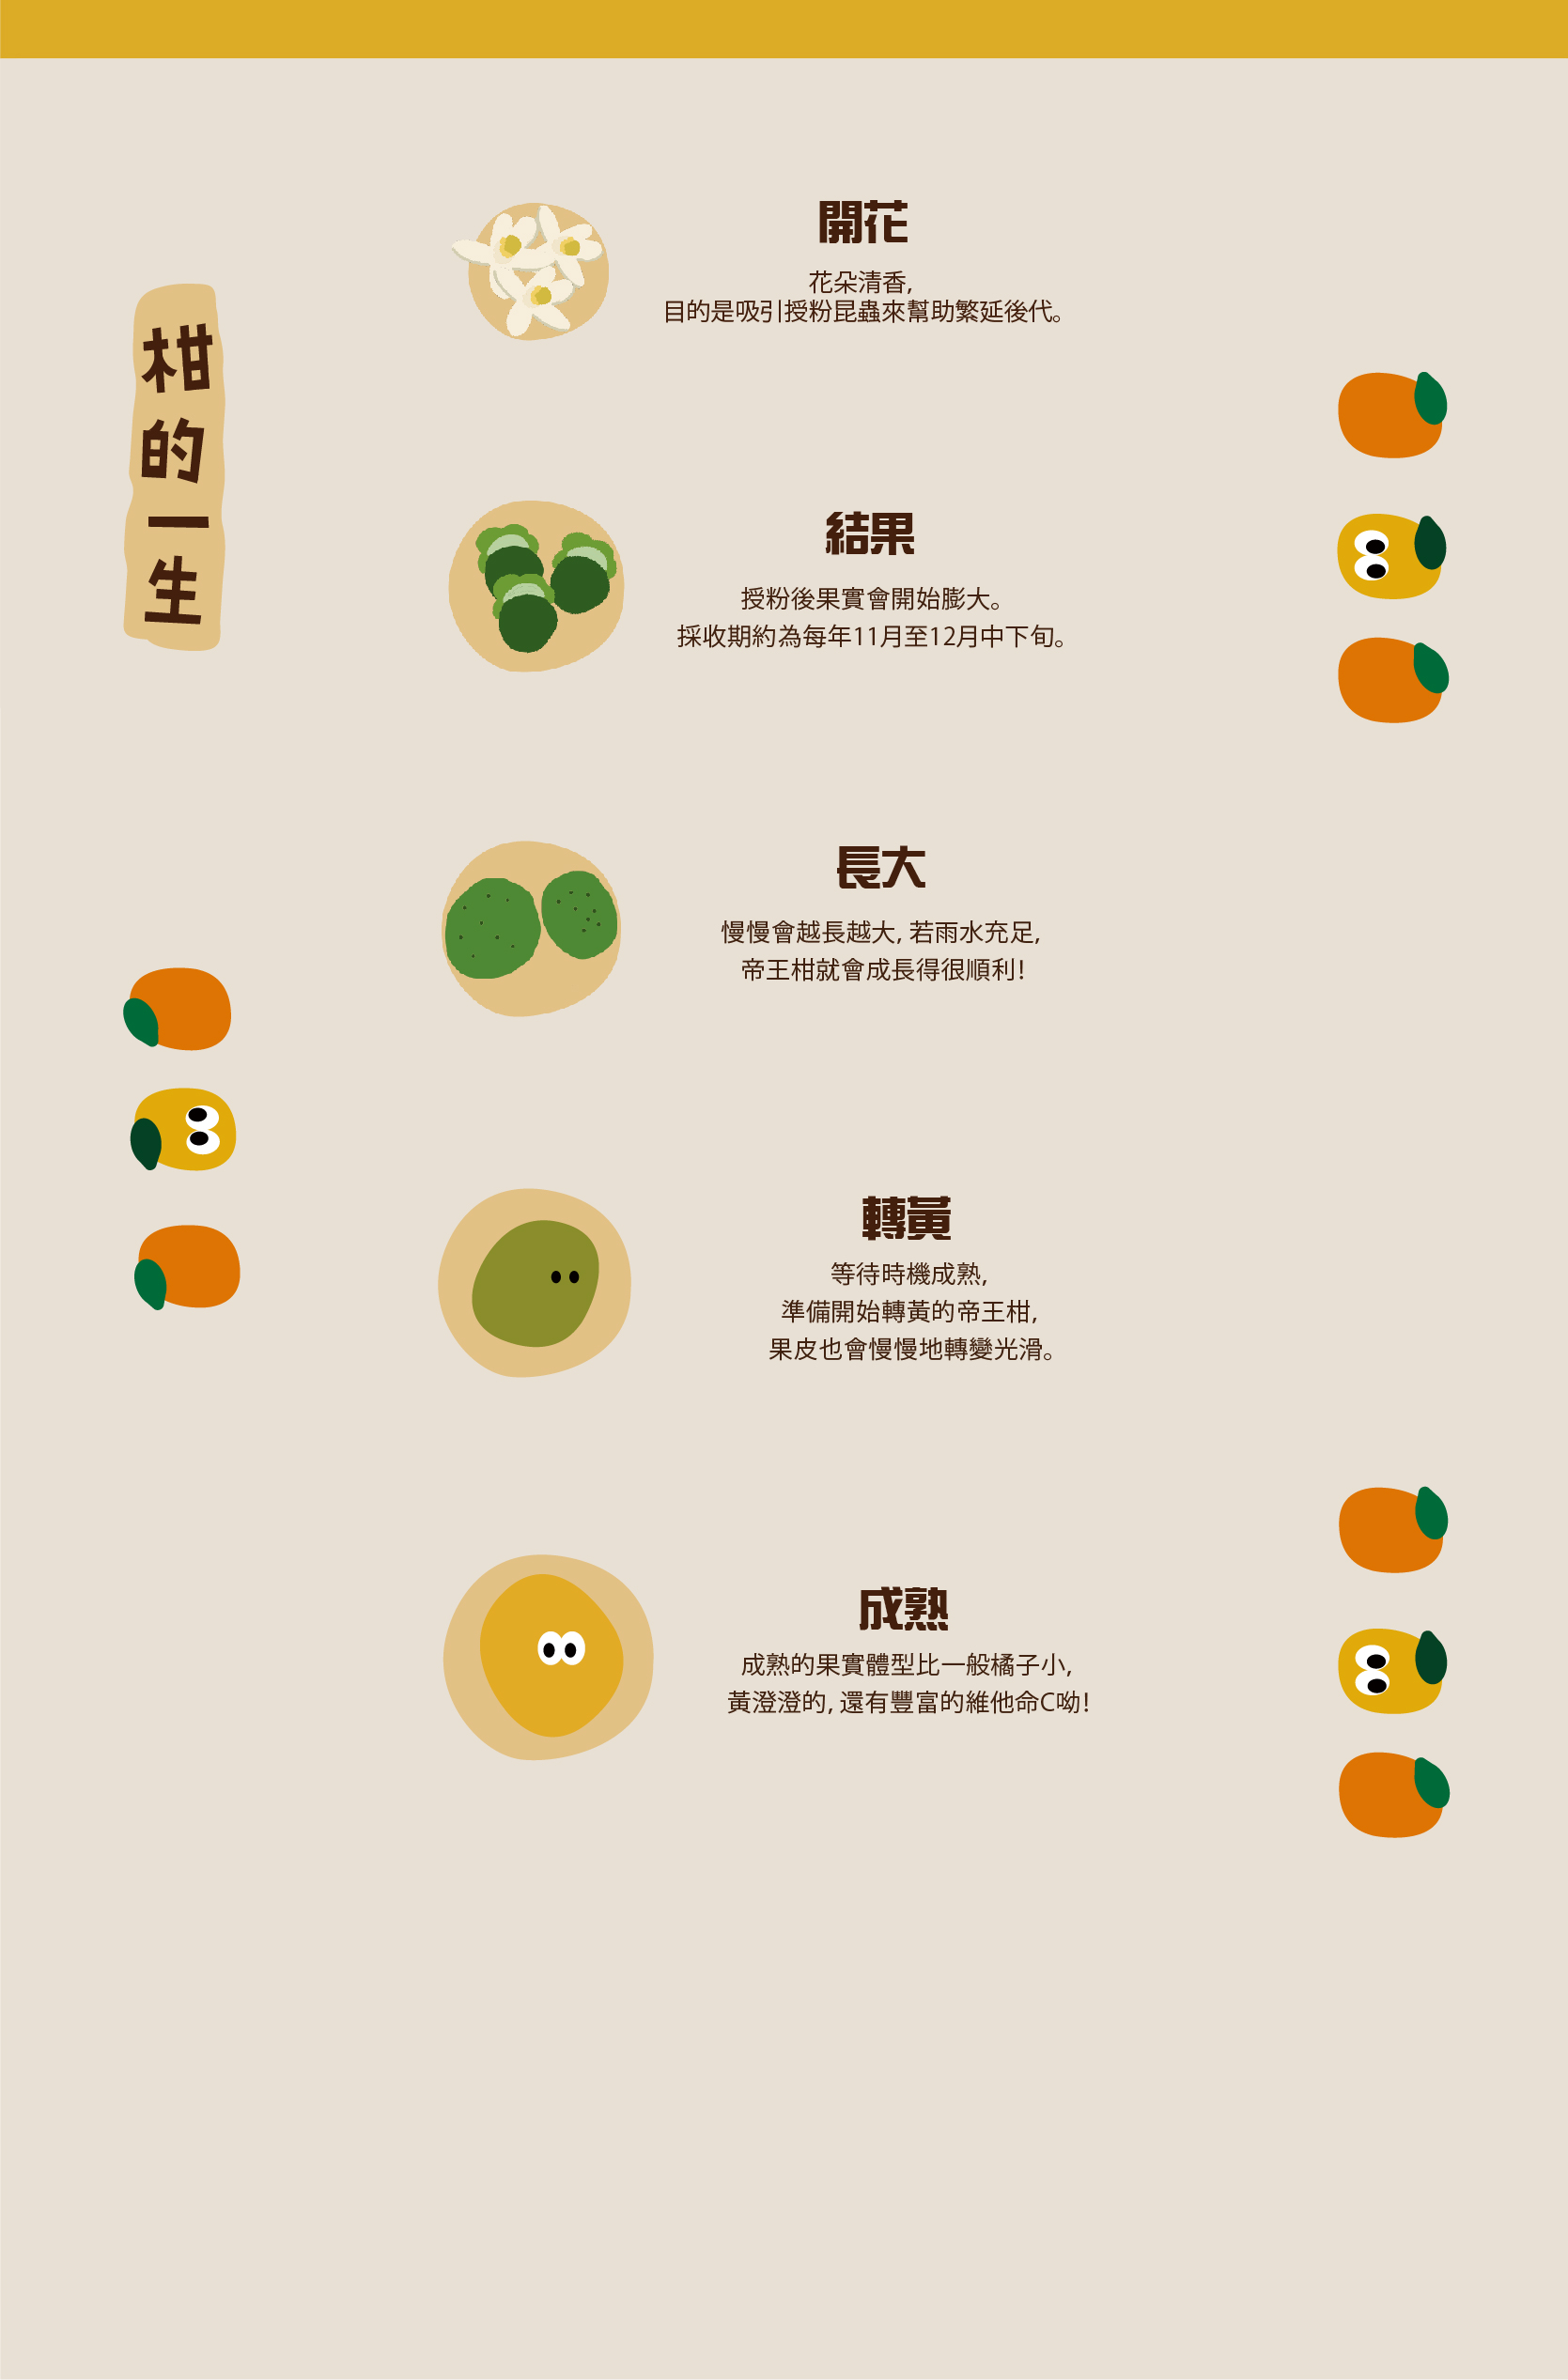 柑的一生
開花
花朵清香,
目的是吸引授粉昆蟲來幫助繁延後代。
結果
授粉後果實會開始膨大。
採收期約為每年11月至12月中下旬。
長大
慢慢會越長越大, 若雨水充足,
帝王柑就會成長得很順利!
轉黃
等待時機成熟,
準備開始轉黃的帝王柑,
果皮也會慢慢地轉變光滑。
成熟
成熟的果實體型比一般橘子小,
黃澄澄的, 還有豐富的維他命C呦!